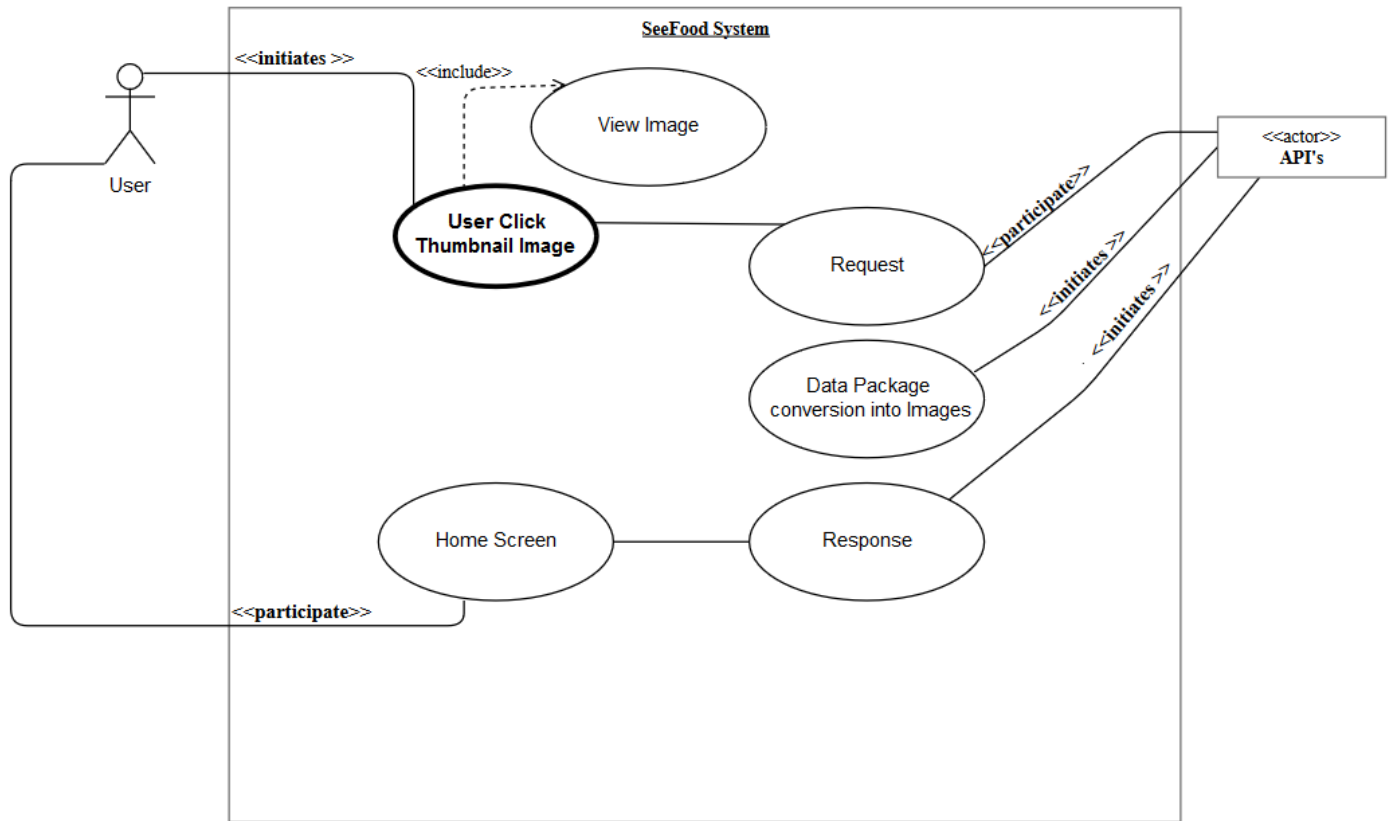 SeeFood System
<<initiates >>
<<include>>
View Image
<<actor>>
API's
User
User Click
Thumbnail Image
<<participate>>
Request
<<initiates >>
<<initiates >>
Data Package
conversion into Images
Home Screen
Response
<<participate>>